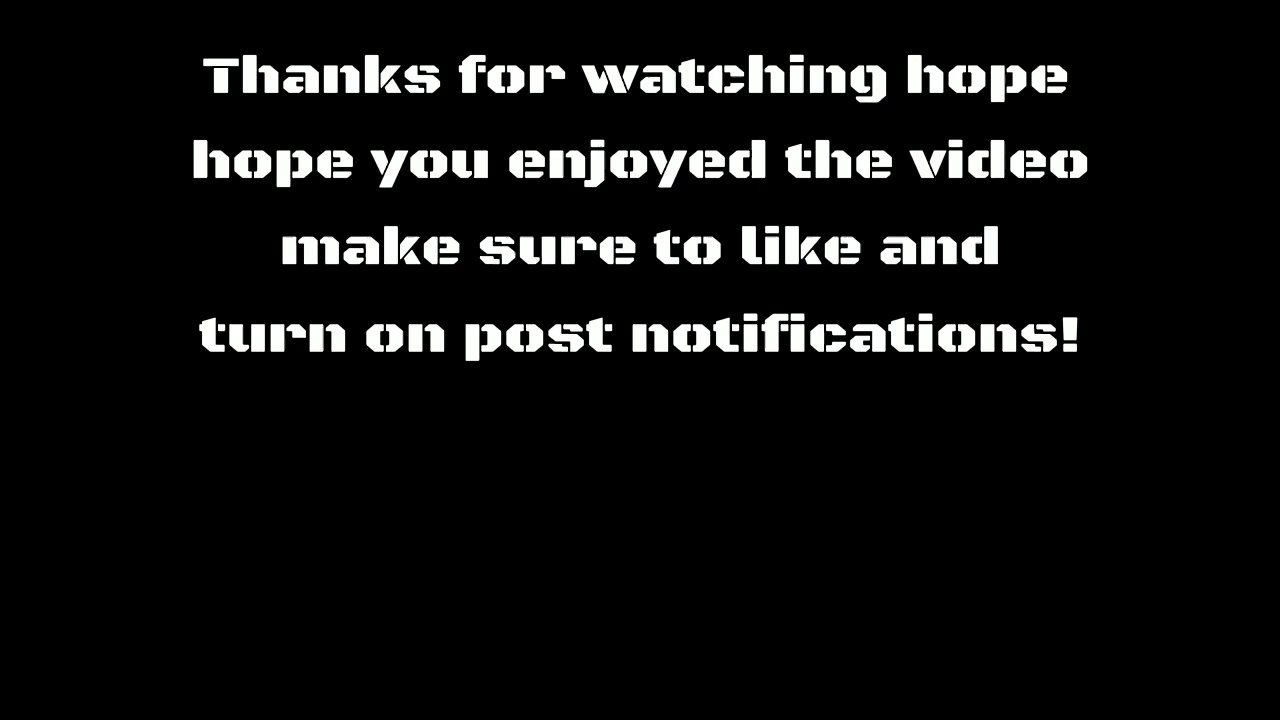 Thanks for watching hope
hope you enjoyed the video
make sure to like and
turn on post notifications!